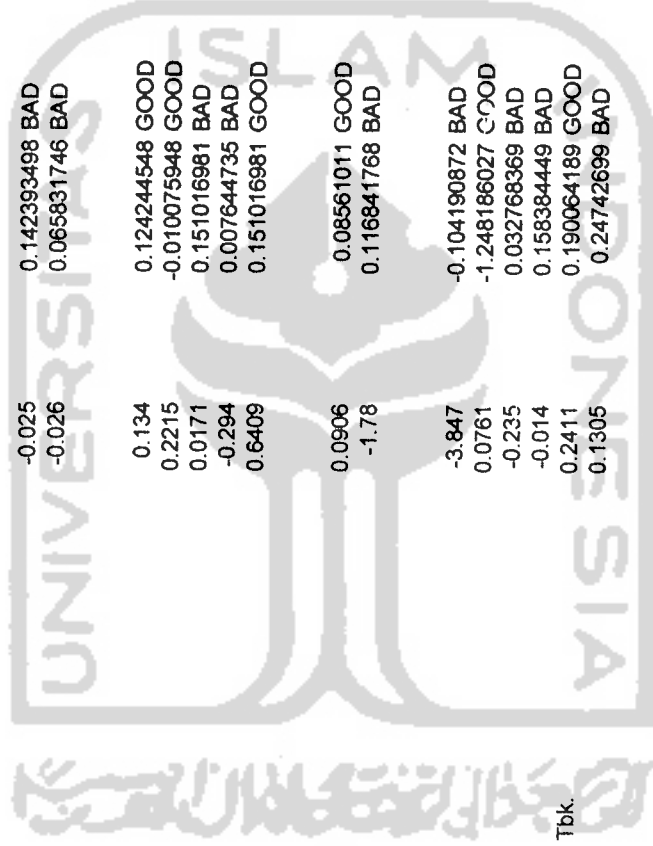 -0.025 0.142393498 BAD
-0.026 0.065831746 BAD
0.134 0.124244548 GOOD
0.2215 -0.010075948 GOOD
0.0171 0.151016981 BAD
-0.294 0.007644735 BAD
0.6409 0.151016981 GOOD
0.0906 0.08561011 GOOD
-1.78 0.116841768 BAD
-3.847 -0.104190872 BAD
0.0761 -1.248186027 GOOD
-0.235 0.032768369 BAD
-0.014 0.158384449 BAD
Tbk. 0.2411 0.190064189 GOOD
0.1305 0.24742699 BAD
UNIVERSITAS
ISLAM
INDONESIA